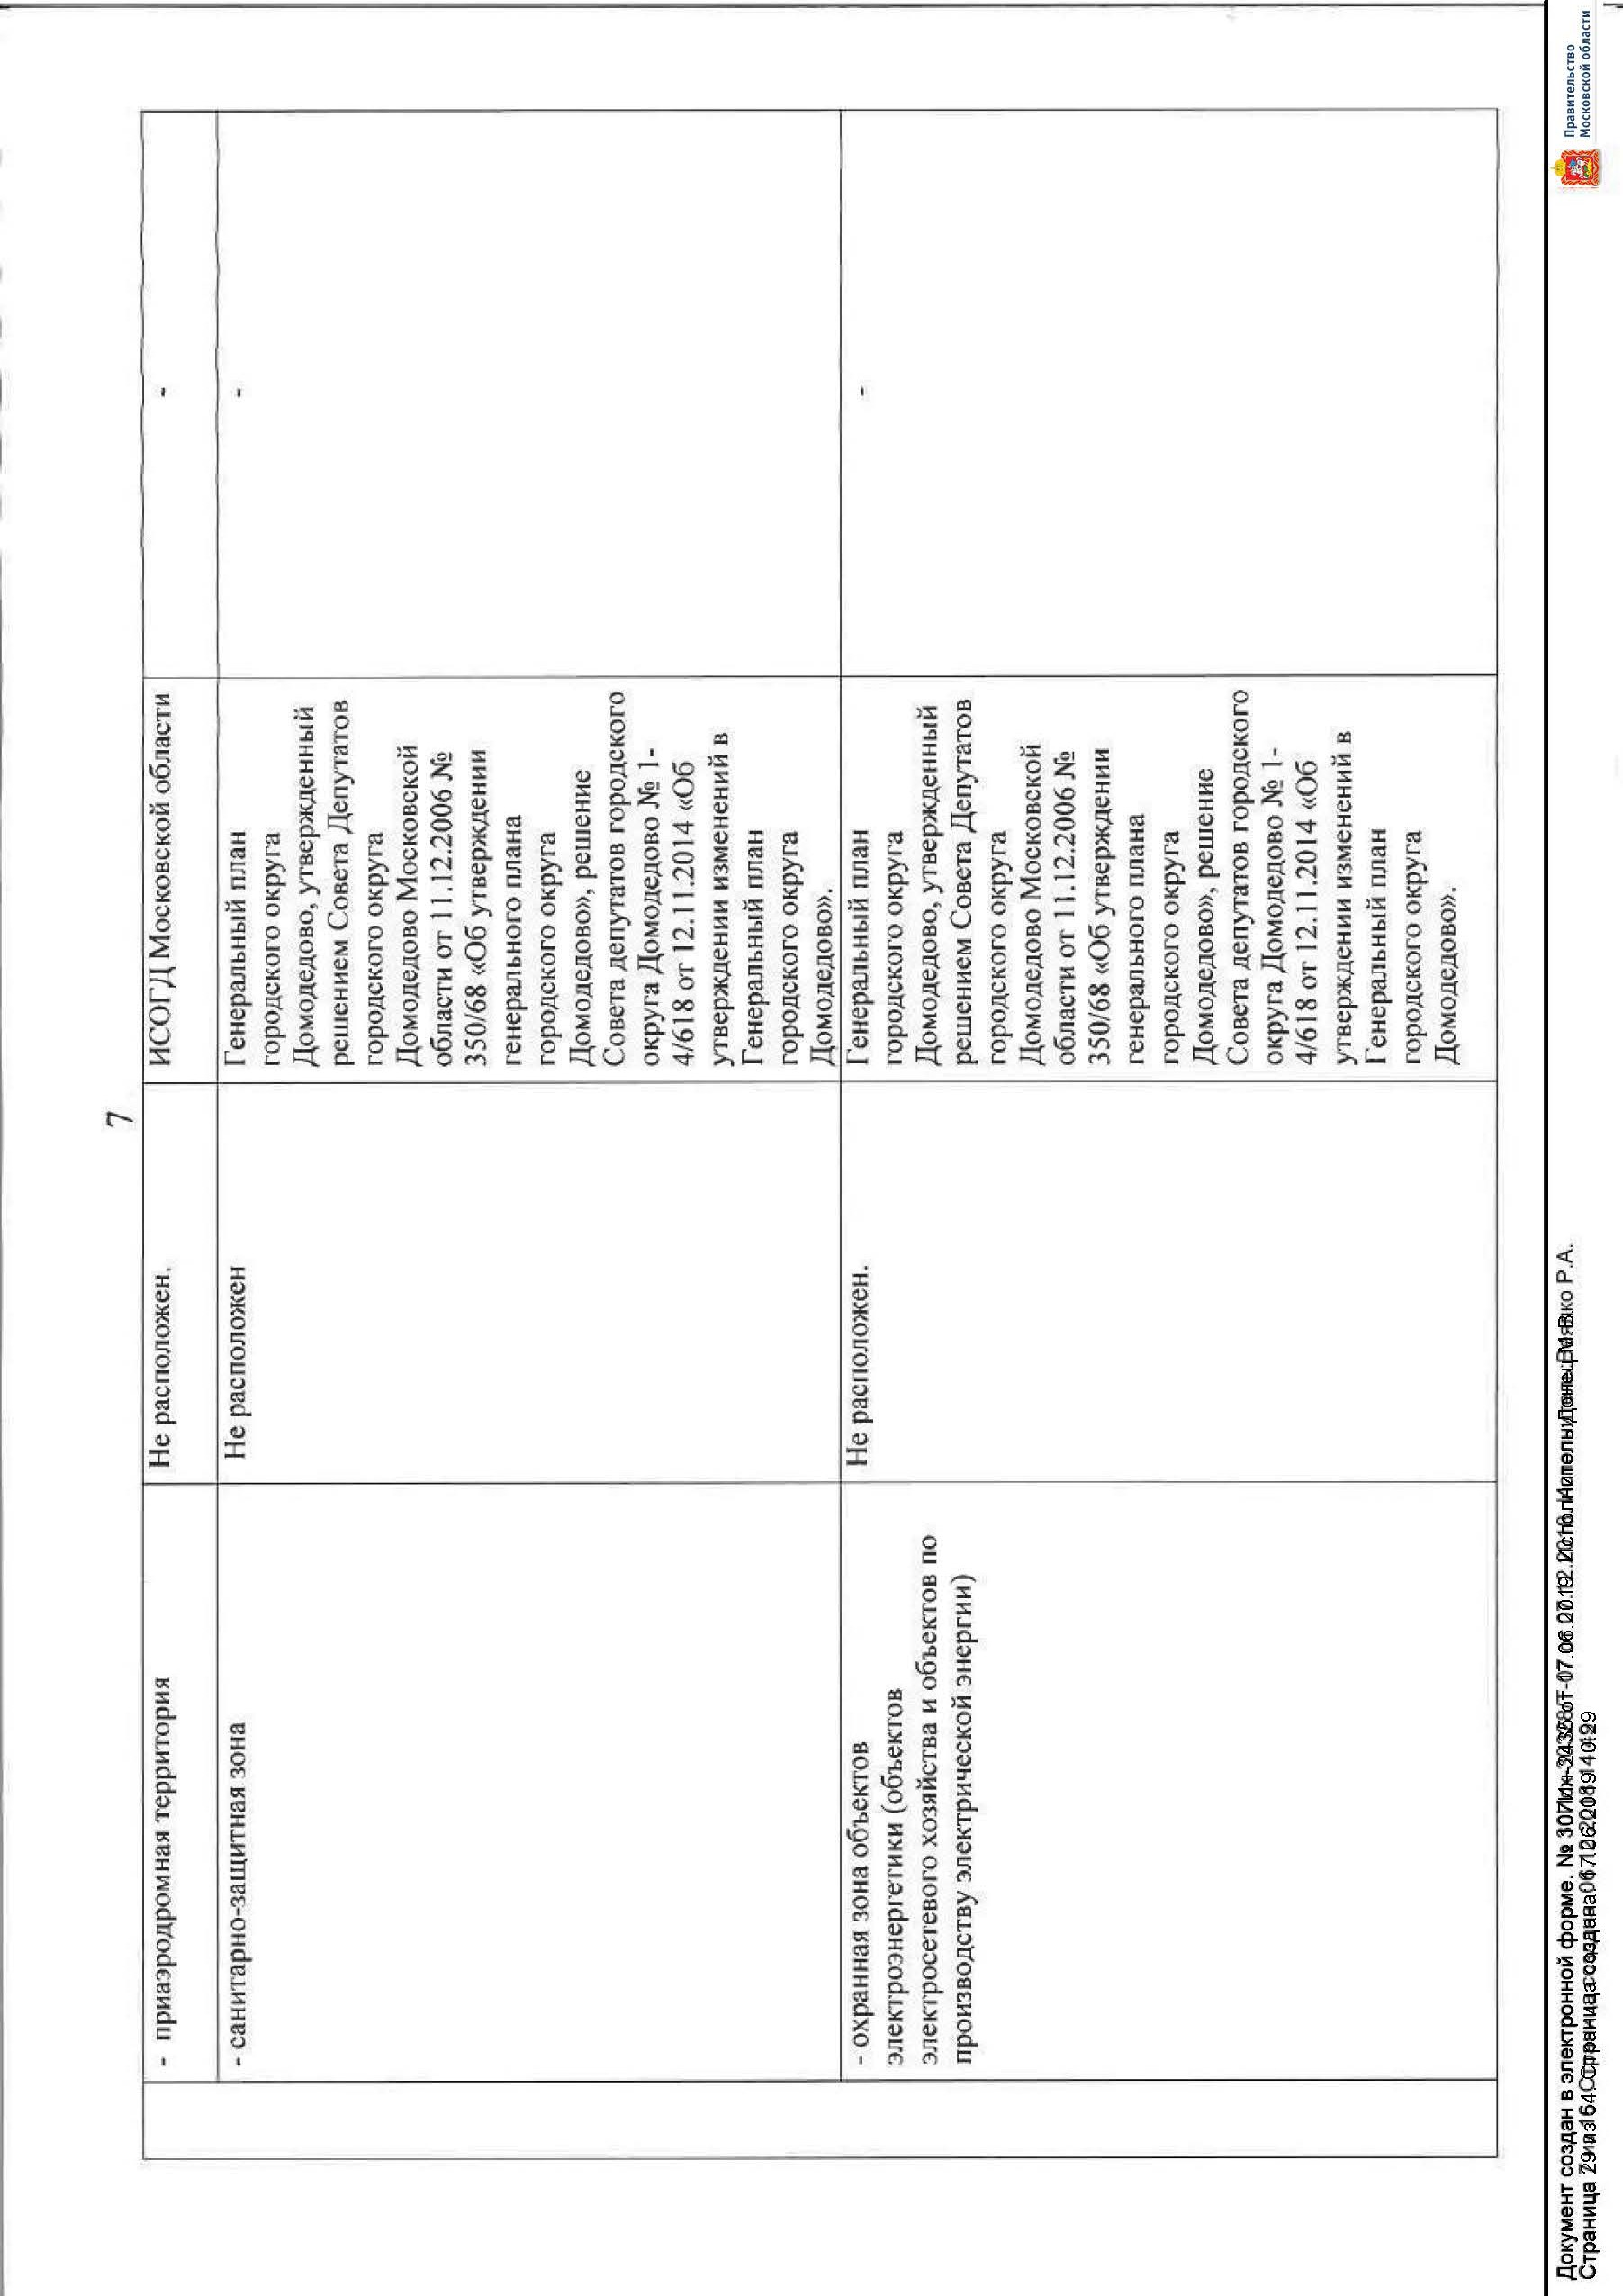 7
- приаэродромная территория
Не расположен.
ИСОГД Московской области
-
- санитарно-защитная зона
Не расположен
Генеральный план
городского округа
Домодедово, утвержденный
решением Совета Депутатов
городского округа
Домодедово Московской
области от 11.12.2006 №
350/68 «Об утверждении
генерального плана
городского округа
Домодедово», решение
Совета депутатов городского
округа Домодедово № 1-
4/618 от 12.11.2014 «Об
утверждении изменений в
Генеральный план
городского округа
Домодедово».
-
- охранная зона объектов
электроэнергетики (объектов
электросетевого хозяйства и объектов по
производству электрической энергии)
Не расположен.
Генеральный план
городского округа
Домодедово, утвержденный
решением Совета Депутатов
городского округа
Домодедово Московской
области от 11.12.2006 №
350/68 «Об утверждении
генерального плана
городского округа
Домодедово», решение
Совета депутатов городского
округа Домодедово № 1-
4/618 от 12.11.2014 «Об
утверждении изменений в
Генеральный план
городского округа
Домодедово».
-
Документ создан в электронной форме. №
Страница
Правительство
Московской области